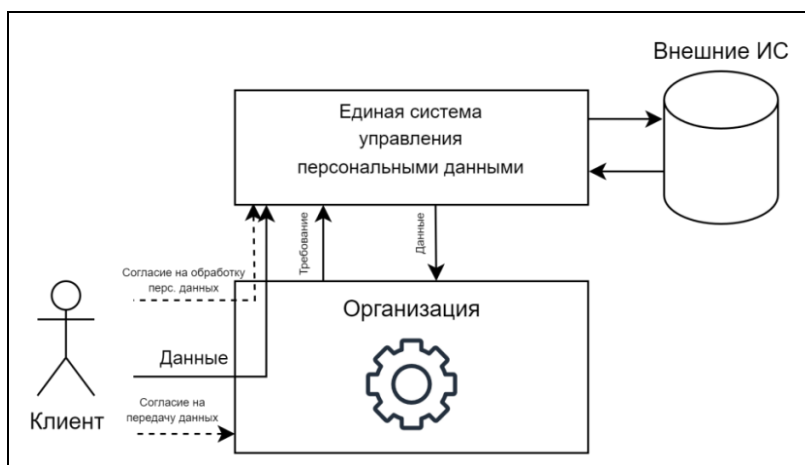 Внешние ИС
Единая система
управления
персональными данными
Требование
Данные
Согласие на обработку
перс. данных
Организация
Данные
Согласие на
передачу данных
Клиент